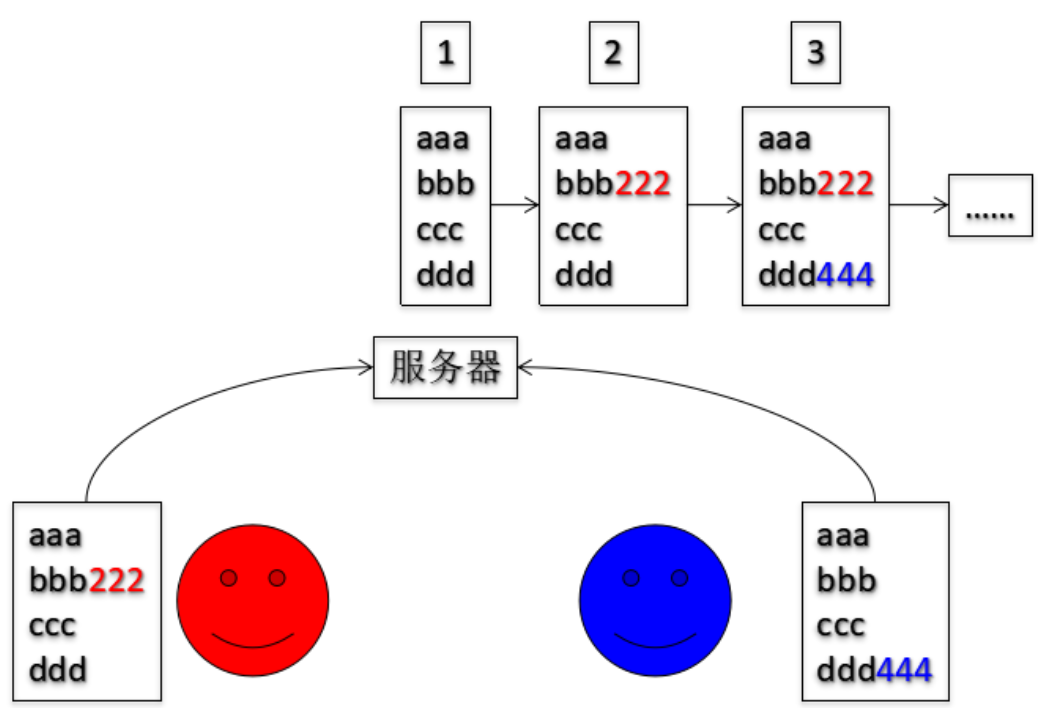 1
2
3
aaa
bbb
ccc
ddd
aaa
bbb222
ccc
ddd
aaa
bbb222
ccc
ddd444
......
服务器
aaa
bbb222
ccc
ddd
aaa
bbb
ccc
ddd444